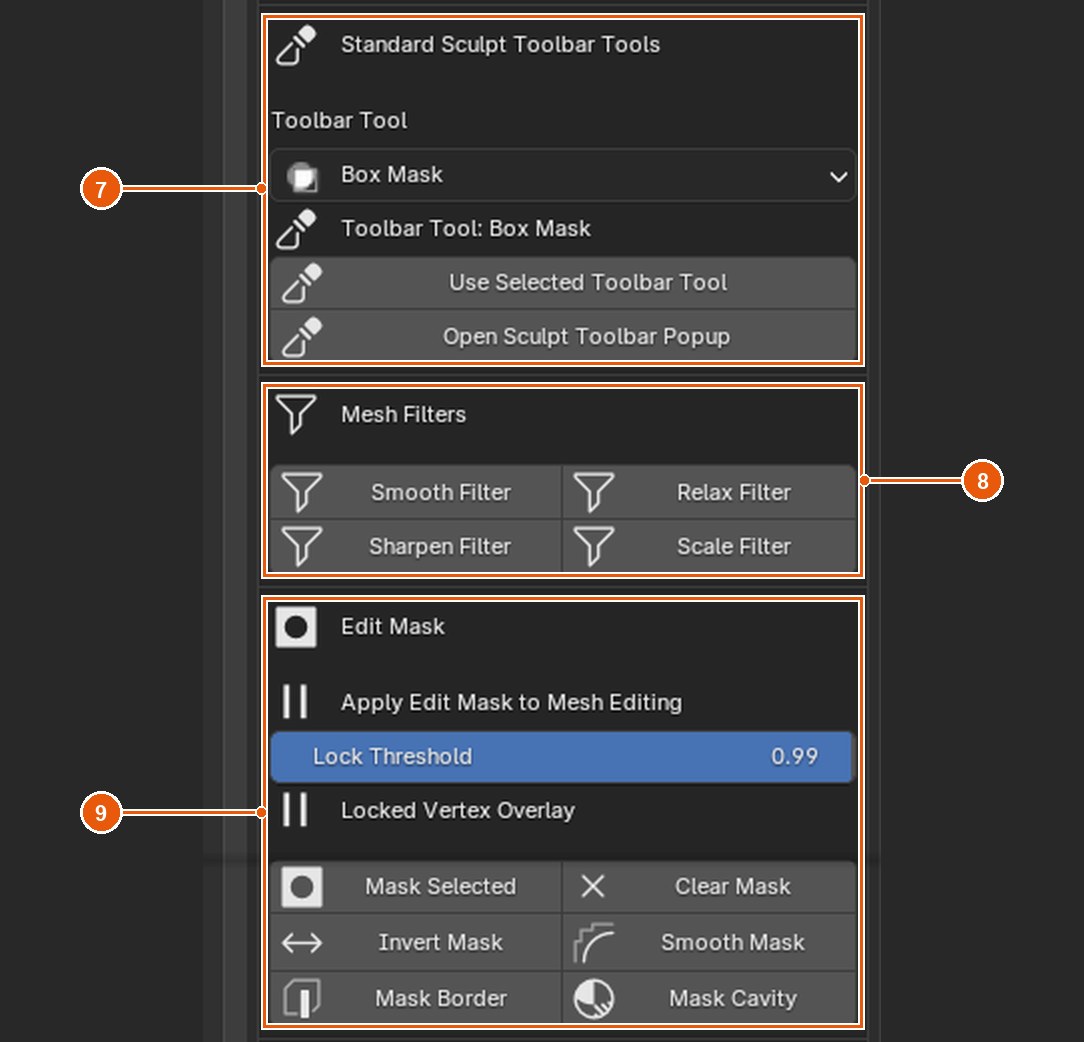 Standard Sculpt Toolbar Tools
Toolbar Tool
7
Box Mask
Toolbar Tool: Box Mask
Use Selected Toolbar Tool
Open Sculpt Toolbar Popup
Mesh Filters
8
Smooth Filter Relax Filter
Sharpen Filter Scale Filter
Edit Mask
Apply Edit Mask to Mesh Editing
Lock Threshold 0.99
9
Locked Vertex Overlay
Mask Selected Clear Mask
Invert Mask Smooth Mask
Mask Border Mask Cavity